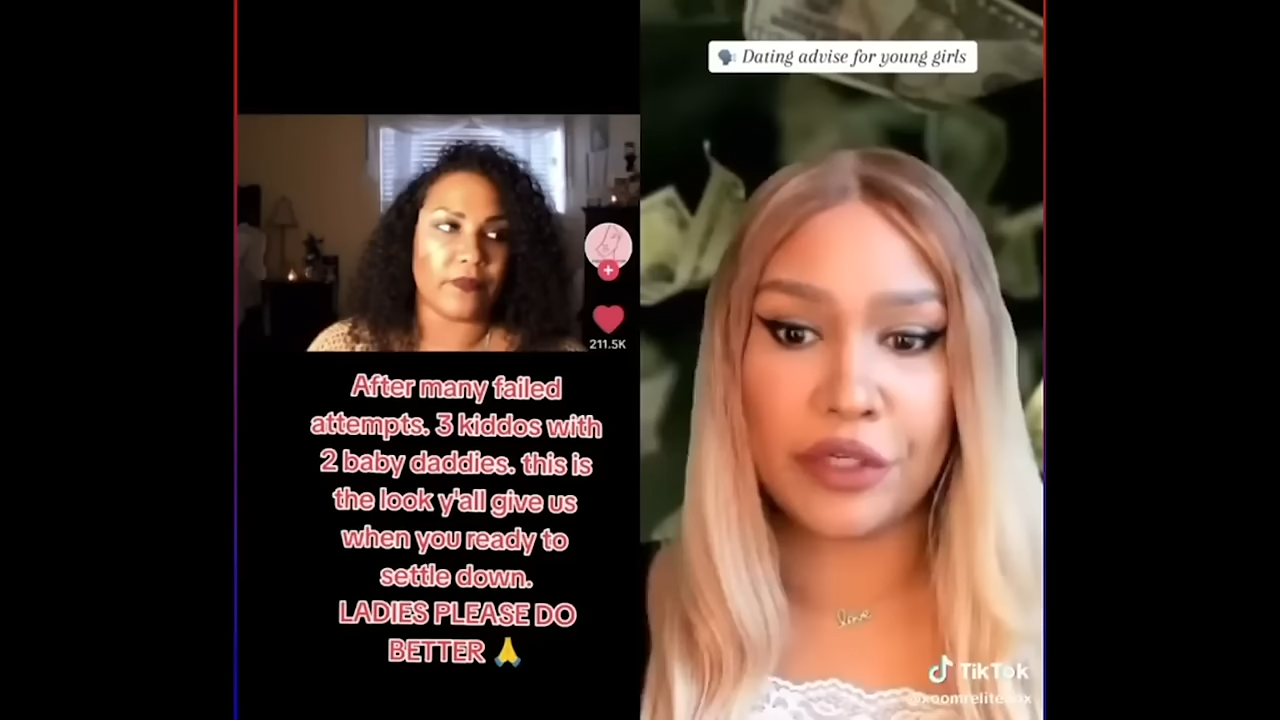 Dating advise for young girls
211.5K
After many failed
attempts. 3 kiddos with
2 baby daddies. this is
the look y'all give us
when you ready to
settle down.
LADIES PLEASE DO
BETTER 🙏
love
TikTok